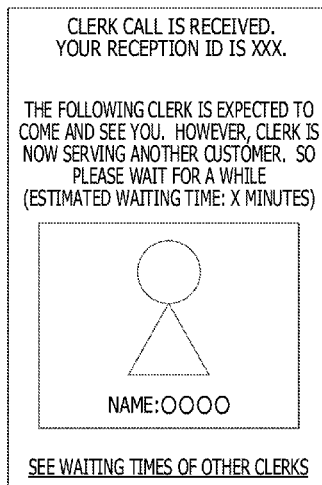 CLERK CALL IS RECEIVED.
YOUR RECEPTION ID IS XXX.
THE FOLLOWING CLERK IS EXPECTED TO
COME AND SEE YOU. HOWEVER, CLERK IS
NOW SERVING ANOTHER CUSTOMER. SO
PLEASE WAIT FOR A WHILE
(ESTIMATED WAITING TIME: X MINUTES)
NAME:○○○○
SEE WAITING TIMES OF OTHER CLERKS